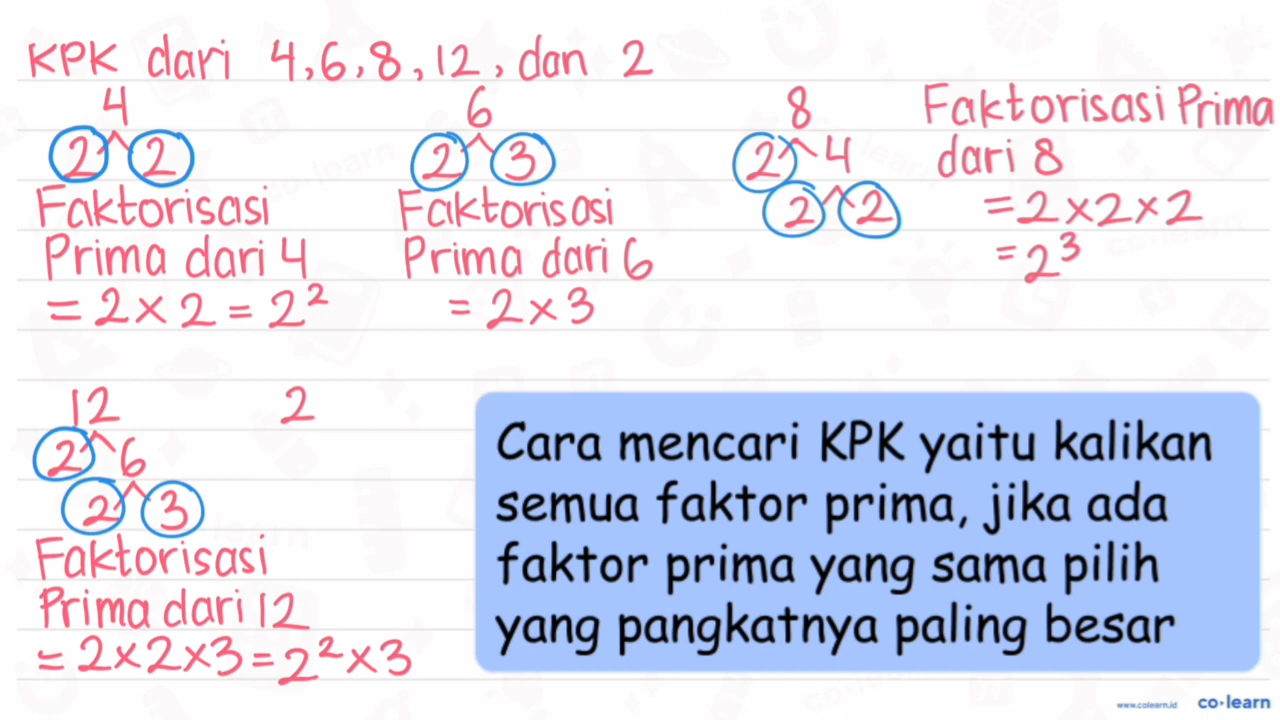 KPK dari 4, 6, 8, 12, dan 2
4
2 2
Faktorisasi
Prima dari 4
= 2 × 2 = 2²
6
2 3
Faktorisasi
Prima dari 6
= 2 × 3
8
2 4
2 2
Faktorisasi Prima
dari 8
= 2 × 2 × 2
= 2³
12
2 6
2 3
Faktorisasi
Prima dari 12
= 2 × 2 × 3 = 2² × 3
2
Cara mencari KPK yaitu kalikan
semua faktor prima, jika ada
faktor prima yang sama pilih
yang pangkatnya paling besar
www.colearn.id co·learn